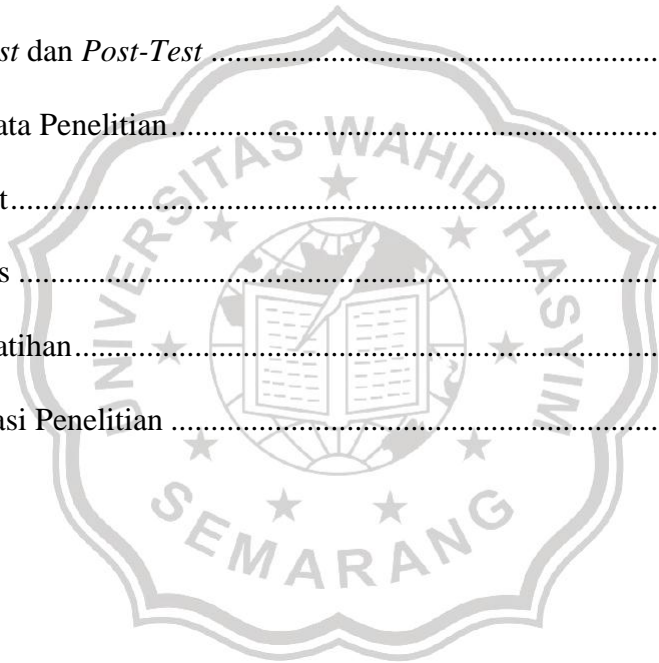 st dan Post-Test ........................................................
ata Penelitian............................................................
t................................................................................
s ...............................................................................
atihan.......................................................................
asi Penelitian ...........................................................
UNIVERSITAS WAHID HASYIM
SEMARANG